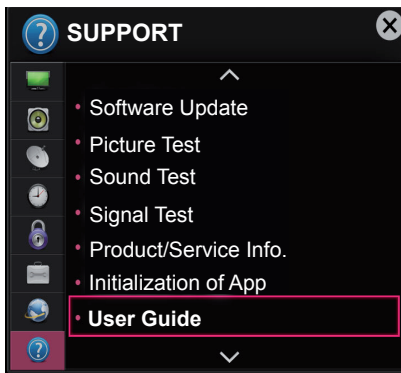 SUPPORT
Software Update
Picture Test
Sound Test
Signal Test
Product/Service Info.
Initialization of App
User Guide